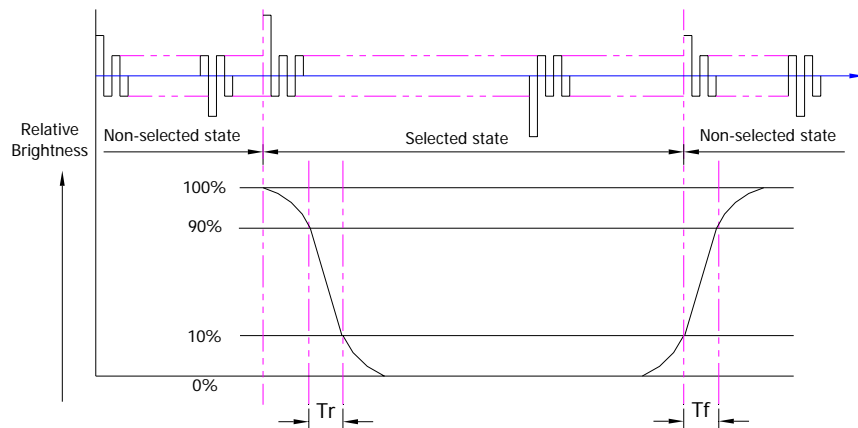 Relative
Brightness
Non-selected state
Selected state
Non-selected state
100%
90%
10%
0%
Tr
Tf